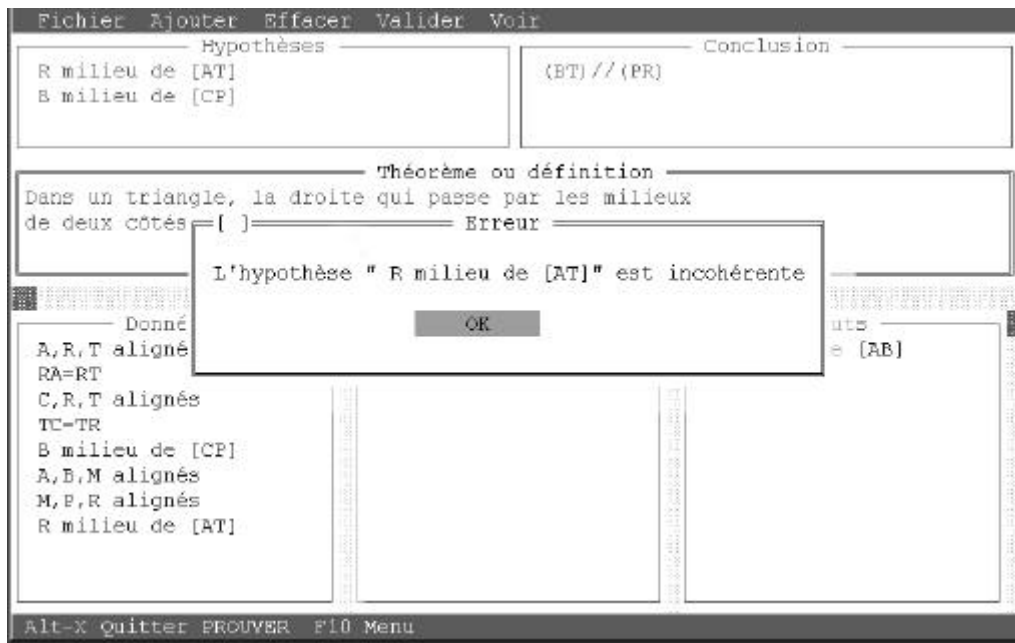 Fichier Ajouter Effacer Valider Voir
Hypothèses
R milieu de [AT]
B milieu de [CP]
Conclusion
(BT)//(PR)
Théorème ou définition
Dans un triangle, la droite qui passe par les milieux
de deux côtés
[ ] Erreur
L'hypothèse " R milieu de [AT]" est incohérente
OK
Donné
A,R,T aligné
RA=RT
C,R,T alignés
TC=TR
B milieu de [CP]
A,B,M alignés
M,P,R alignés
R milieu de [AT]
uts
e [AB]
Alt-X Quitter PROUVER F10 Menu